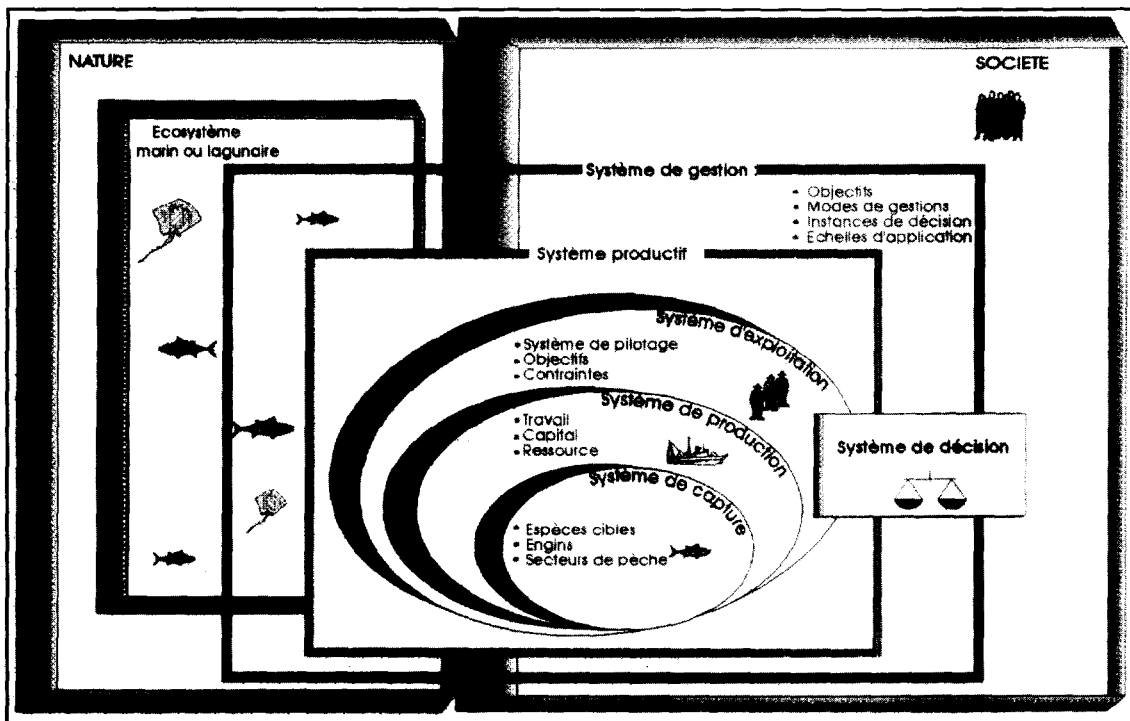 NATURE
SOCIETE
Ecosystème
marin ou lagunaire
Système de gestion
• Objectifs
• Modes de gestions
• Instances de décision
• Echelles d'application
Système productif
Système d'exploitation
• Système de pilotage
• Objectifs
• Contraintes
Système de production
• Travail
• Capital
• Ressource
Système de décision
Système de capture
• Espèces cibles
• Engins
• Secteurs de pèche